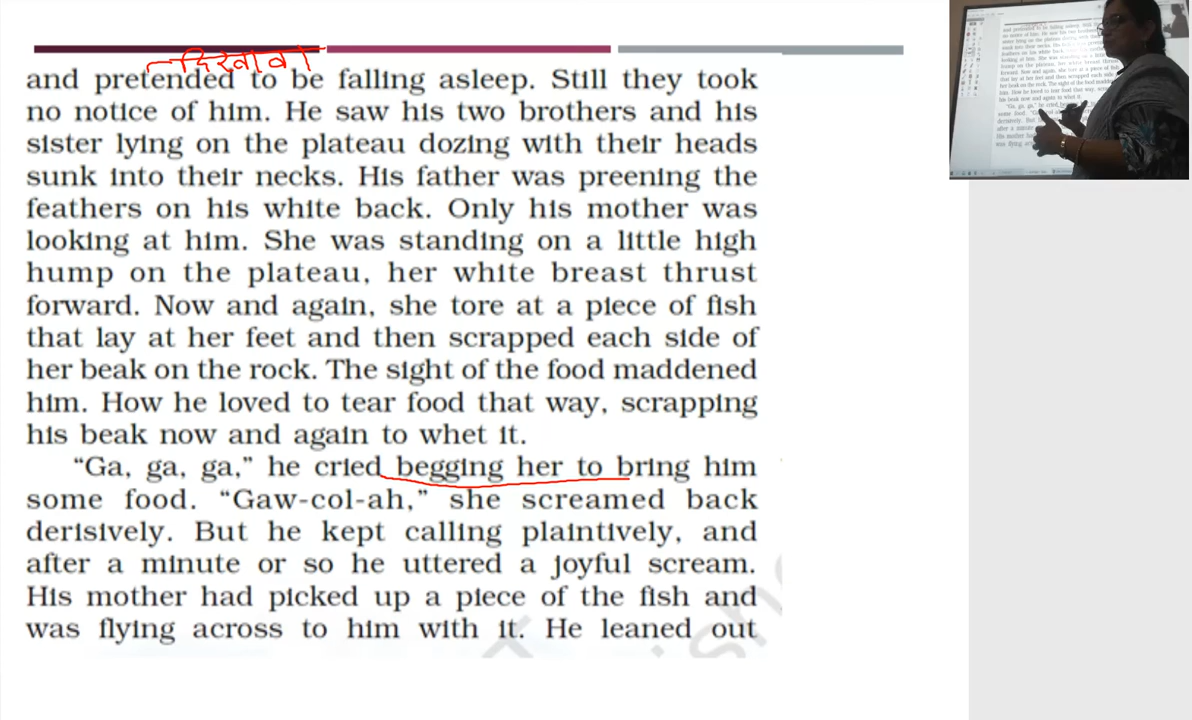 दिखावा
and pretended to be falling asleep. Still they took
no notice of him. He saw his two brothers and his
sister lying on the plateau dozing with their heads
sunk into their necks. His father was preening the
feathers on his white back. Only his mother was
looking at him. She was standing on a little high
hump on the plateau, her white breast thrust
forward. Now and again, she tore at a piece of fish
that lay at her feet and then scrapped each side of
her beak on the rock. The sight of the food maddened
him. How he loved to tear food that way, scrapping
his beak now and again to whet it.
“Ga, ga, ga,” he cried begging her to bring him
some food. “Gaw-col-ah,” she screamed back
derisively. But he kept calling plaintively, and
after a minute or so he uttered a joyful scream.
His mother had picked up a piece of the fish and
was flying across to him with it. He leaned out